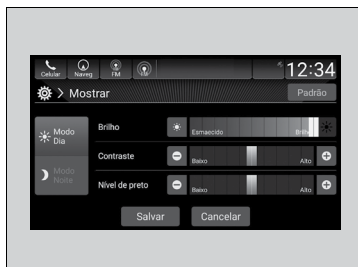 Celular Naveg FM 12:34
> Mostrar Padrão
Modo Dia
Brilho Esmaecido Brilho
Contraste Baixo Alto
Modo Noite
Nível de preto Baixo Alto
Salvar Cancelar